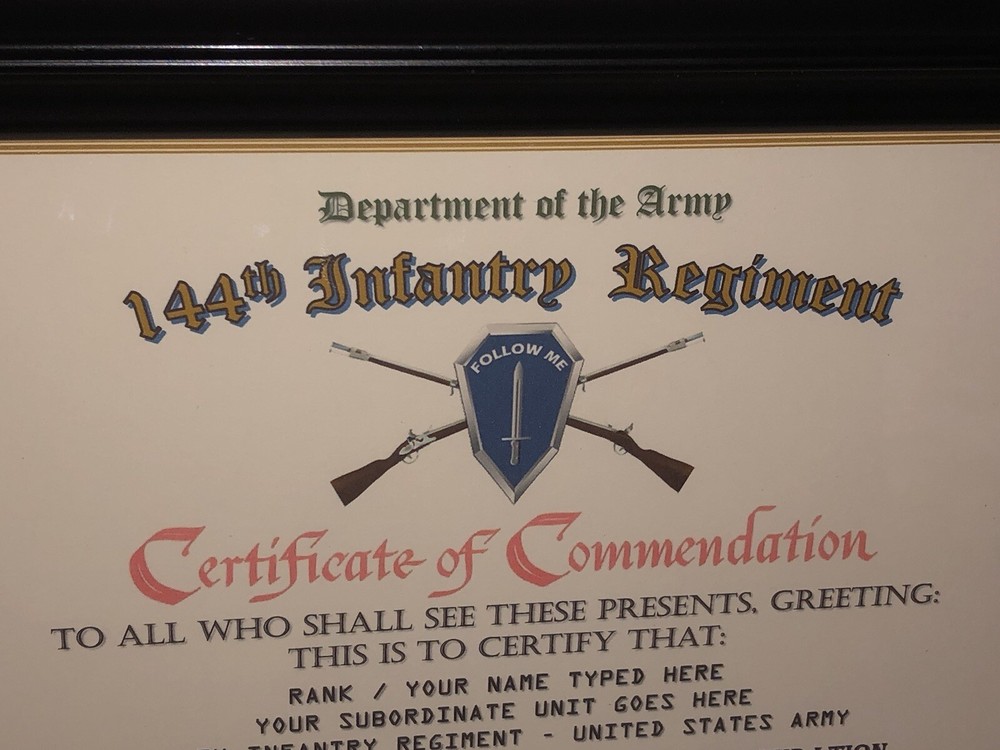 Department of the Army
144th Infantry Regiment
FOLLOW ME
Certificate of Commendation
TO ALL WHO SHALL SEE THESE PRESENTS, GREETING:
THIS IS TO CERTIFY THAT:
RANK / YOUR NAME TYPED HERE
YOUR SUBORDINATE UNIT GOES HERE
INFANTRY REGIMENT - UNITED STATES ARMY